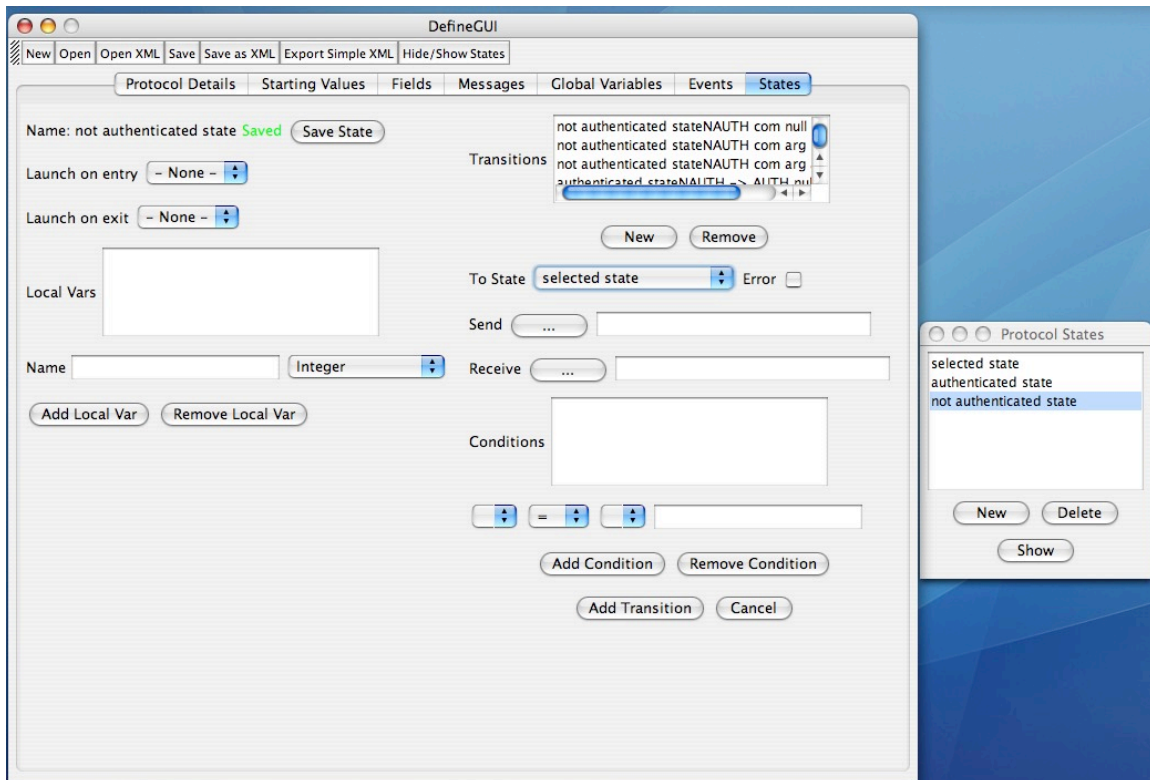 DefineGUI
New Open Open XML Save Save as XML Export Simple XML Hide/Show States
Protocol Details Starting Values Fields Messages Global Variables Events States
Name: not authenticated state Saved Save State
Launch on entry – None –
Launch on exit – None –
Local Vars
Name Integer
Add Local Var Remove Local Var
Transitions
not authenticated stateNAUTH com null
not authenticated stateNAUTH com arg
not authenticated stateNAUTH com arg
authenticated stateNAUTH -> AUTH nul
New Remove
To State selected state Error
Send ...
Receive ...
Conditions
=
Add Condition Remove Condition
Add Transition Cancel
Protocol States
selected state
authenticated state
not authenticated state
New Delete
Show